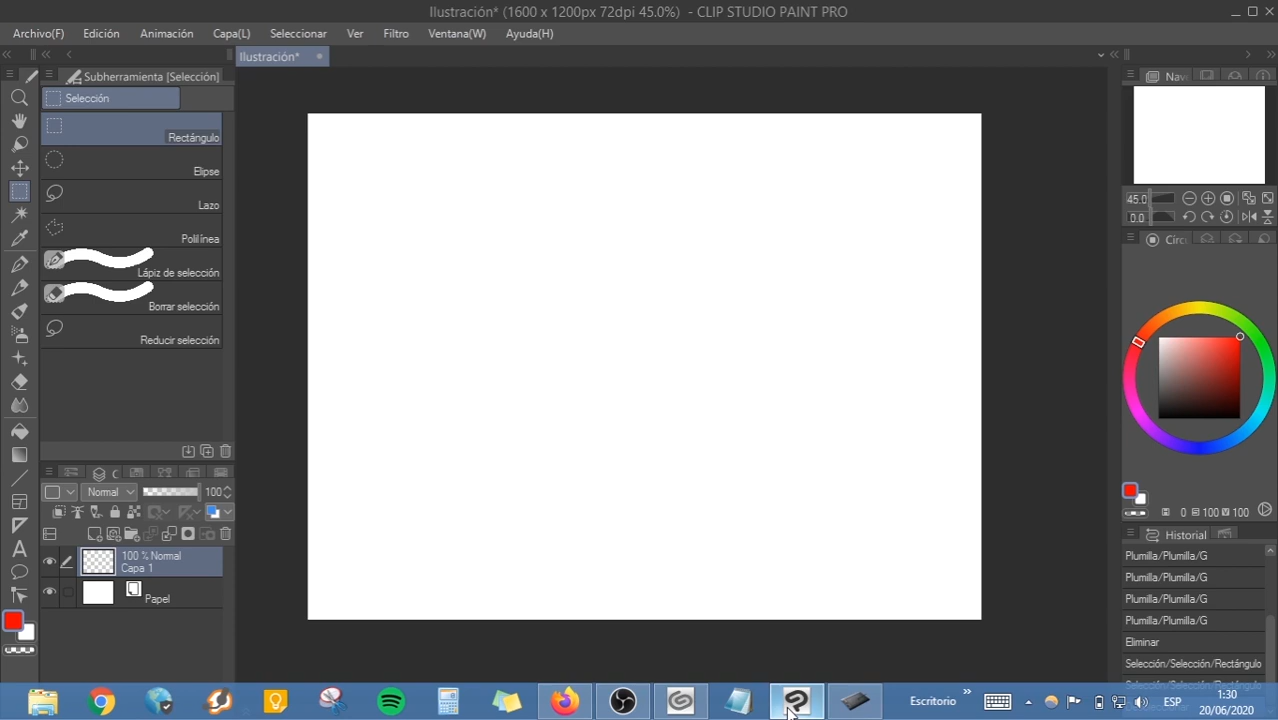 Ilustración* (1600 x 1200px 72dpi 45.0%) - CLIP STUDIO PAINT PRO
Archivo(F) Edición Animación Capa(L) Seleccionar Ver Filtro Ventana(W) Ayuda(H)
Ilustración*
Subherramienta [Selección]
Selección
Rectángulo
Elipse
Lazo
Polilínea
Lápiz de selección
Borrar selección
Reducir selección
Normal 100
100 % Normal
Capa 1
Papel
Nav
45.0
0.0
Círc
0 100 100
Historial
Plumilla/Plumilla/G
Plumilla/Plumilla/G
Plumilla/Plumilla/G
Plumilla/Plumilla/G
Eliminar
Selección/Selección/Rectángulo
Escritorio
ESP
1:30
20/06/2020